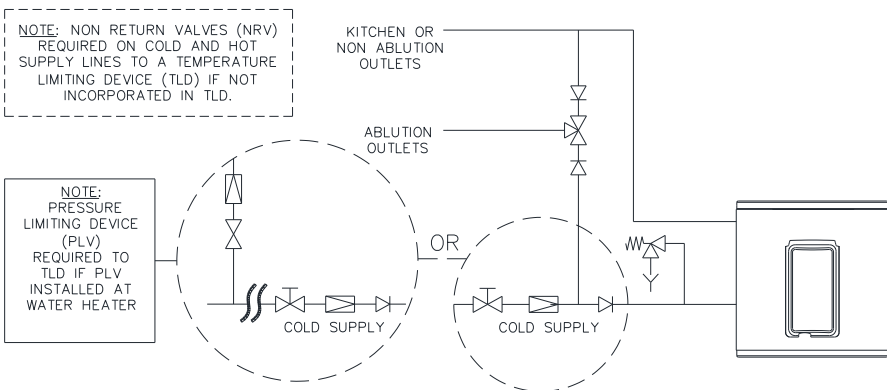 NOTE: NON RETURN VALVES (NRV)
REQUIRED ON COLD AND HOT
SUPPLY LINES TO A TEMPERATURE
LIMITING DEVICE (TLD) IF NOT
INCORPORATED IN TLD.
KITCHEN OR
NON ABLUTION
OUTLETS
ABLUTION
OUTLETS
NOTE:
PRESSURE
LIMITING DEVICE
(PLV)
REQUIRED TO
TLD IF PLV
INSTALLED AT
WATER HEATER
OR
COLD SUPPLY
COLD SUPPLY